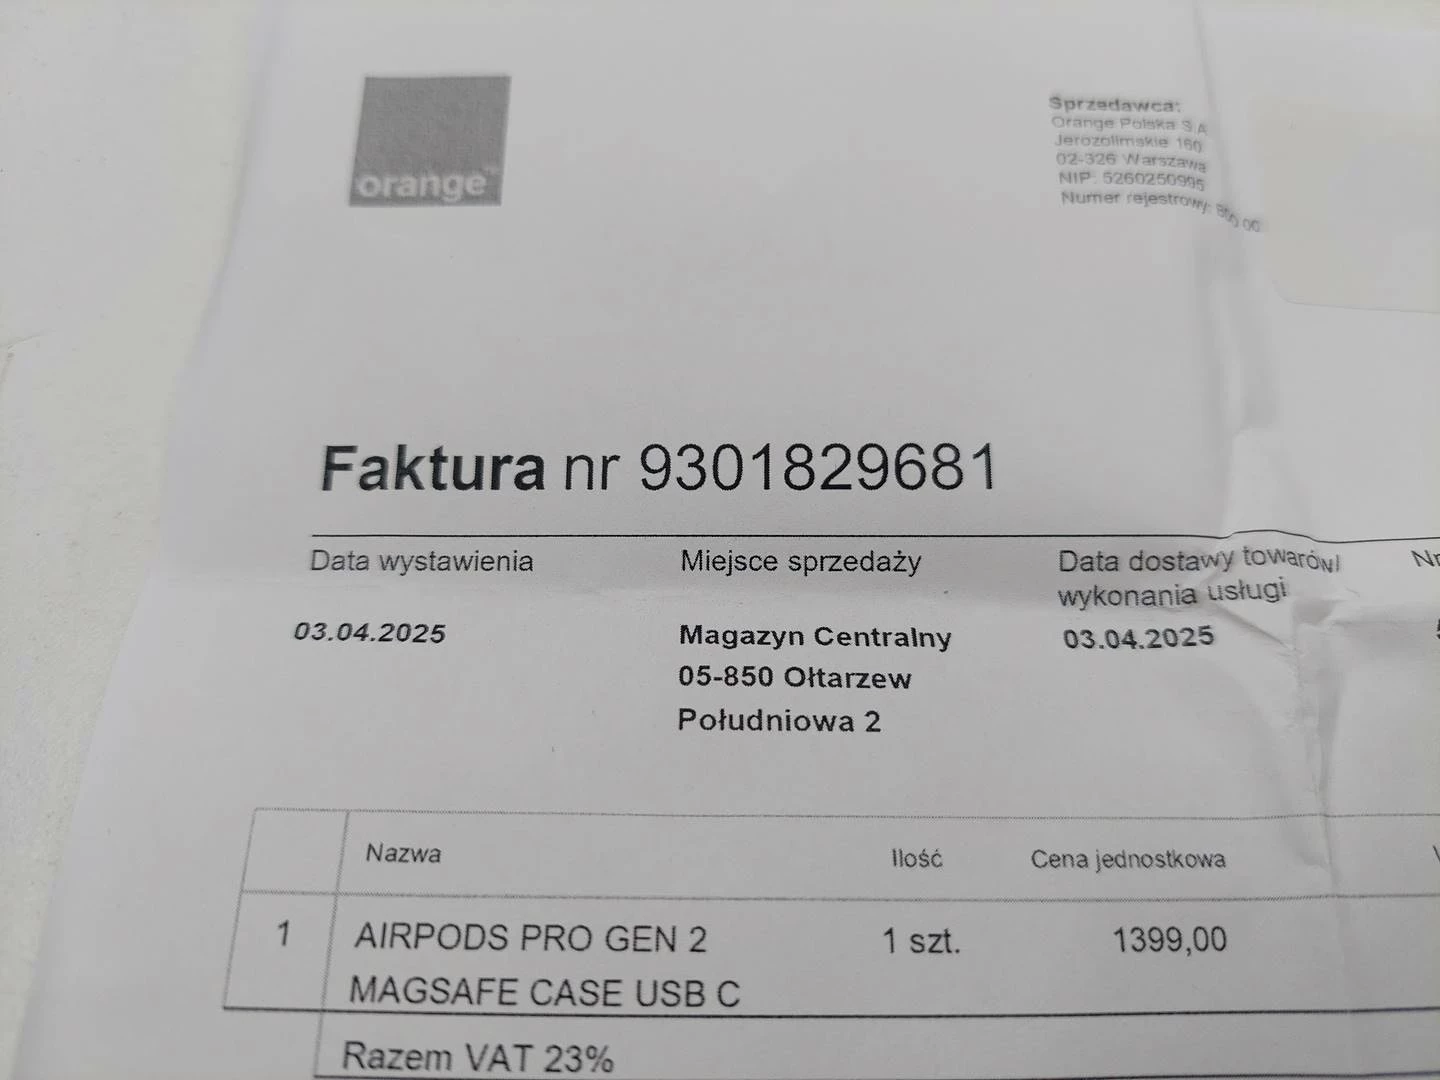 orange™
Sprzedawca:
Orange Polska S.A
Jerozolimskie 160
02-326 Warszawa
NIP: 5260250995
Numer rejestrowy:
Faktura nr 9301829681
Data wystawienia
03.04.2025
Miejsce sprzedaży
Magazyn Centralny
05-850 Ołtarzew
Południowa 2
Data dostawy towarów/
wykonania usługi
03.04.2025
Nazwa Ilość Cena jednostkowa
1 AIRPODS PRO GEN 2 1 szt. 1399,00
MAGSAFE CASE USB C
Razem VAT 23%